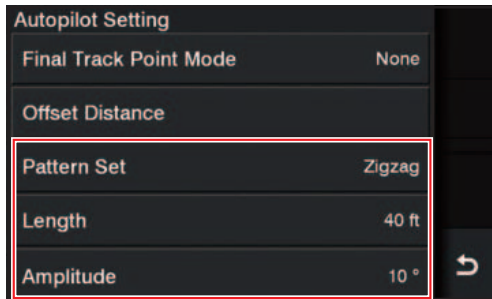 Autopilot Setting
Final Track Point Mode None
Offset Distance
Pattern Set Zigzag
Length 40 ft
Amplitude 10 °